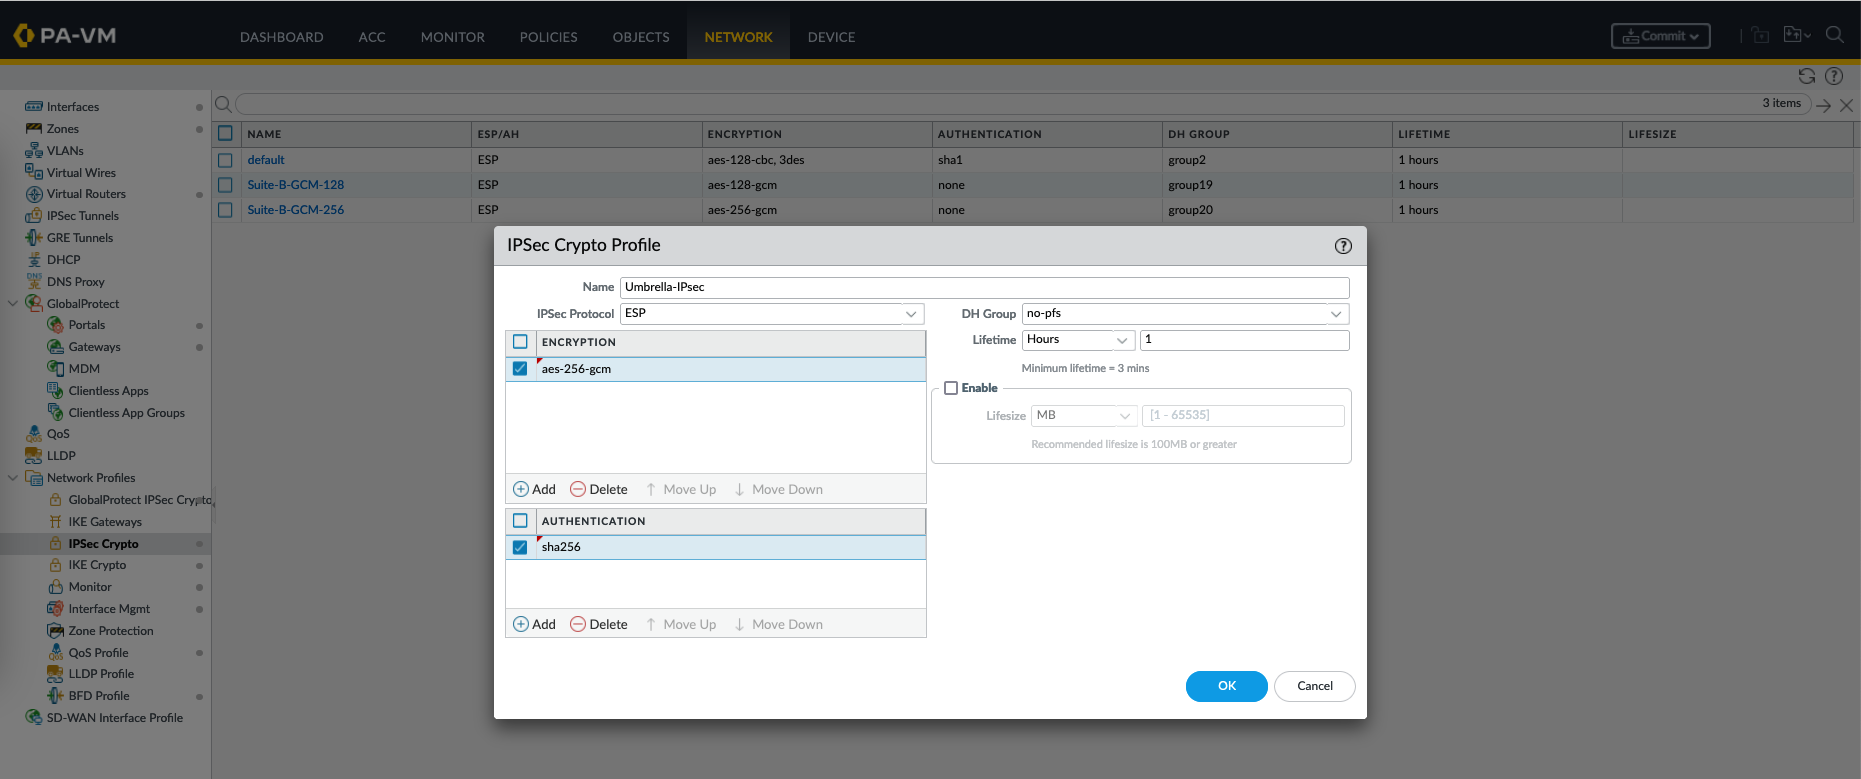 PA-VM
DASHBOARD ACC MONITOR POLICIES OBJECTS NETWORK DEVICE
Commit
Interfaces
Zones
VLANs
Virtual Wires
Virtual Routers
IPSec Tunnels
GRE Tunnels
DHCP
DNS Proxy
GlobalProtect
Portals
Gateways
MDM
Clientless Apps
Clientless App Groups
QoS
LLDP
Network Profiles
GlobalProtect IPSec Crypto
IKE Gateways
IPSec Crypto
IKE Crypto
Monitor
Interface Mgmt
Zone Protection
QoS Profile
LLDP Profile
BFD Profile
SD-WAN Interface Profile
3 items
NAME ESP/AH ENCRYPTION AUTHENTICATION DH GROUP LIFETIME LIFESIZE
default ESP aes-128-cbc, 3des sha1 group2 1 hours
Suite-B-GCM-128 ESP aes-128-gcm none group19 1 hours
Suite-B-GCM-256 ESP aes-256-gcm none group20 1 hours
IPSec Crypto Profile
Name Umbrella-IPsec
IPSec Protocol ESP
ENCRYPTION
aes-256-gcm
Add Delete Move Up Move Down
AUTHENTICATION
sha256
Add Delete Move Up Move Down
DH Group no-pfs
Lifetime Hours 1
Minimum lifetime = 3 mins
Enable
Lifesize MB [1 - 65535]
Recommended lifesize is 100MB or greater
OK Cancel